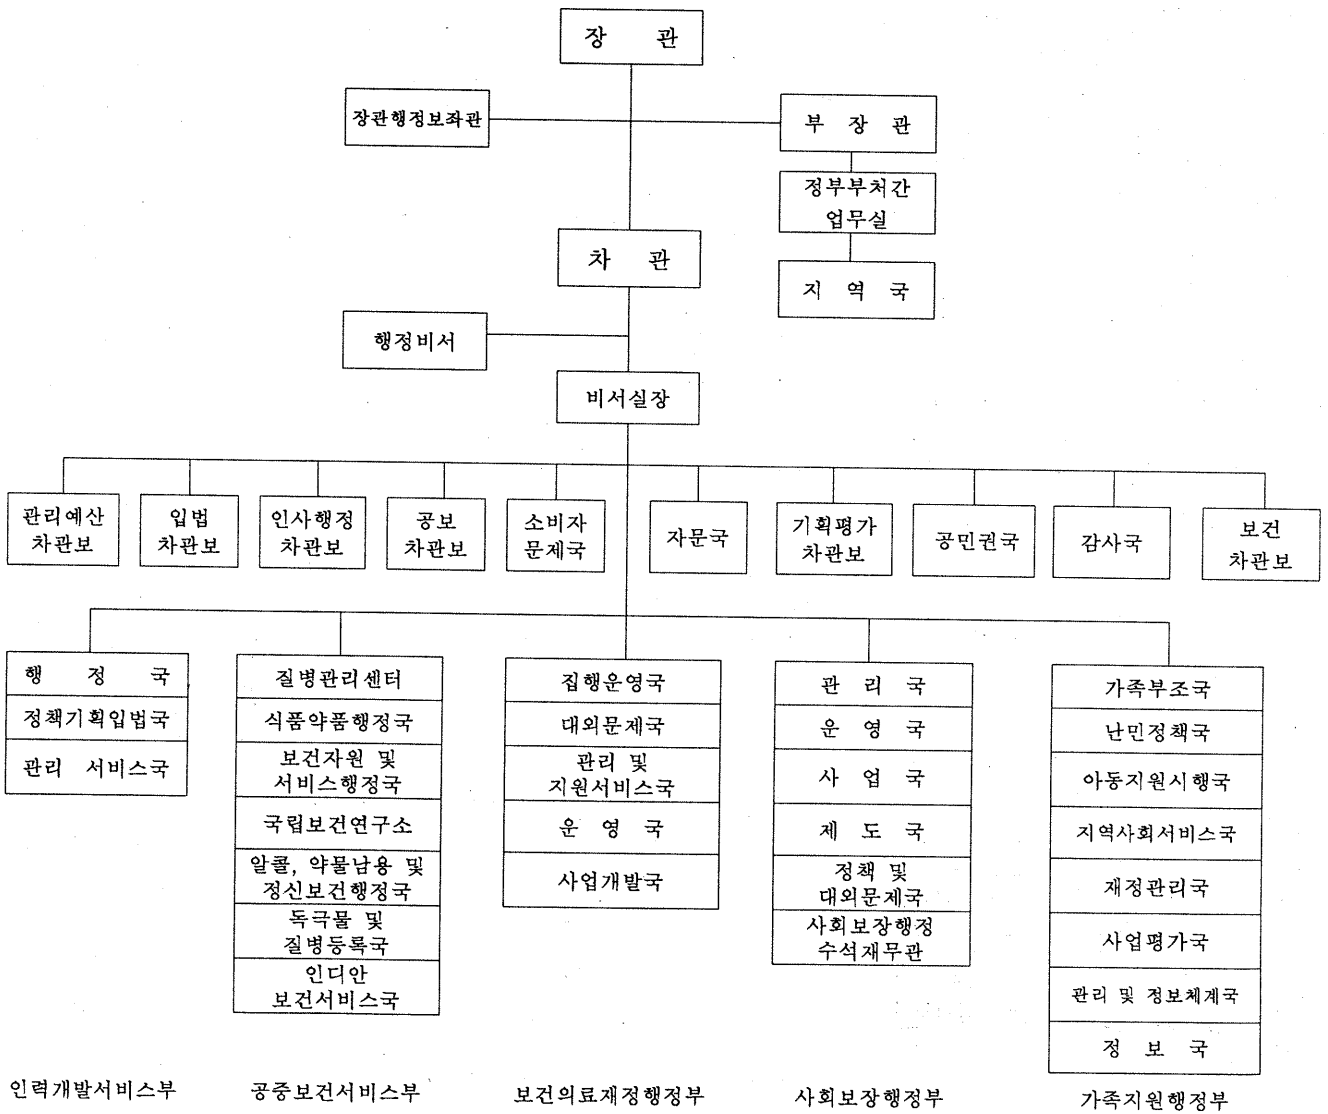 장 관
장관행정보좌관
부 장 관
정부부처간
업무실
지 역 국
차 관
행정비서
비서실장
관리예산
차관보
입법
차관보
인사행정
차관보
공보
차관보
소비자
문제국
자문국
기획평가
차관보
공민권국
감사국
보건
차관보
행 정 국
정책기획입법국
관리 서비스국
질병관리센터
식품약품행정국
보건자원 및
서비스행정국
국립보건연구소
알콜, 약물남용 및
정신보건행정국
독극물 및
질병등록국
인디안
보건서비스국
집행운영국
대외문제국
관리 및
지원서비스국
운 영 국
사업개발국
관 리 국
운 영 국
사 업 국
제 도 국
정책 및
대외문제국
사회보장행정
수석재무관
가족부조국
난민정책국
아동지원시행국
지역사회서비스국
재정관리국
사업평가국
관리 및 정보체계국
정 보 국
인력개발서비스부
공중보건서비스부
보건의료재정행정부
사회보장행정부
가족지원행정부